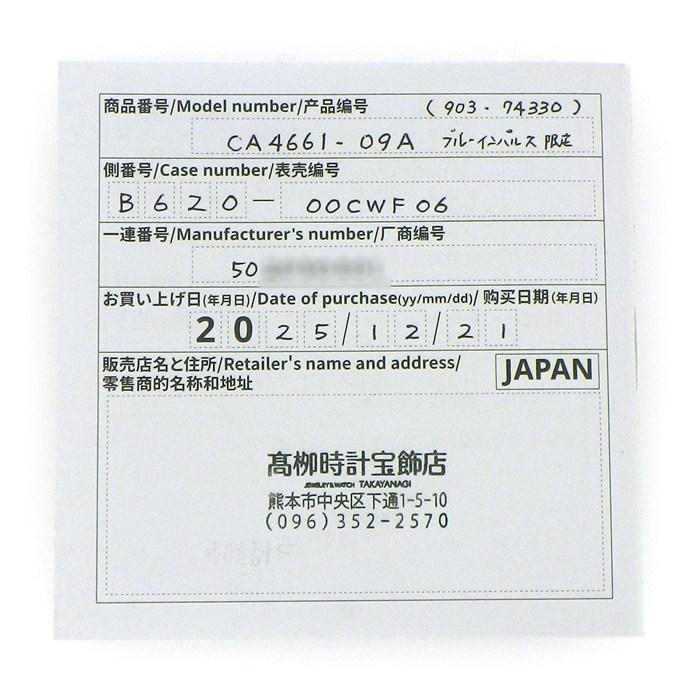 商品番号/Model number/产品编号 (903-74330)
CA4661-09A ブルーインパルス 限定
側番号/Case number/表壳编号
B620-00CWF06
一連番号/Manufacturer's number/厂商编号
50
お買い上げ日(年月日)/Date of purchase(yy/mm/dd)/购买日期(年月日)
2025/12/21
販売店名と住所/Retailer's name and address/
零售商的名称和地址
JAPAN
髙柳時計宝飾店
JEWELRY&WATCH TAKAYANAGI
熊本市中央区下通1-5-10
(096)352-2570